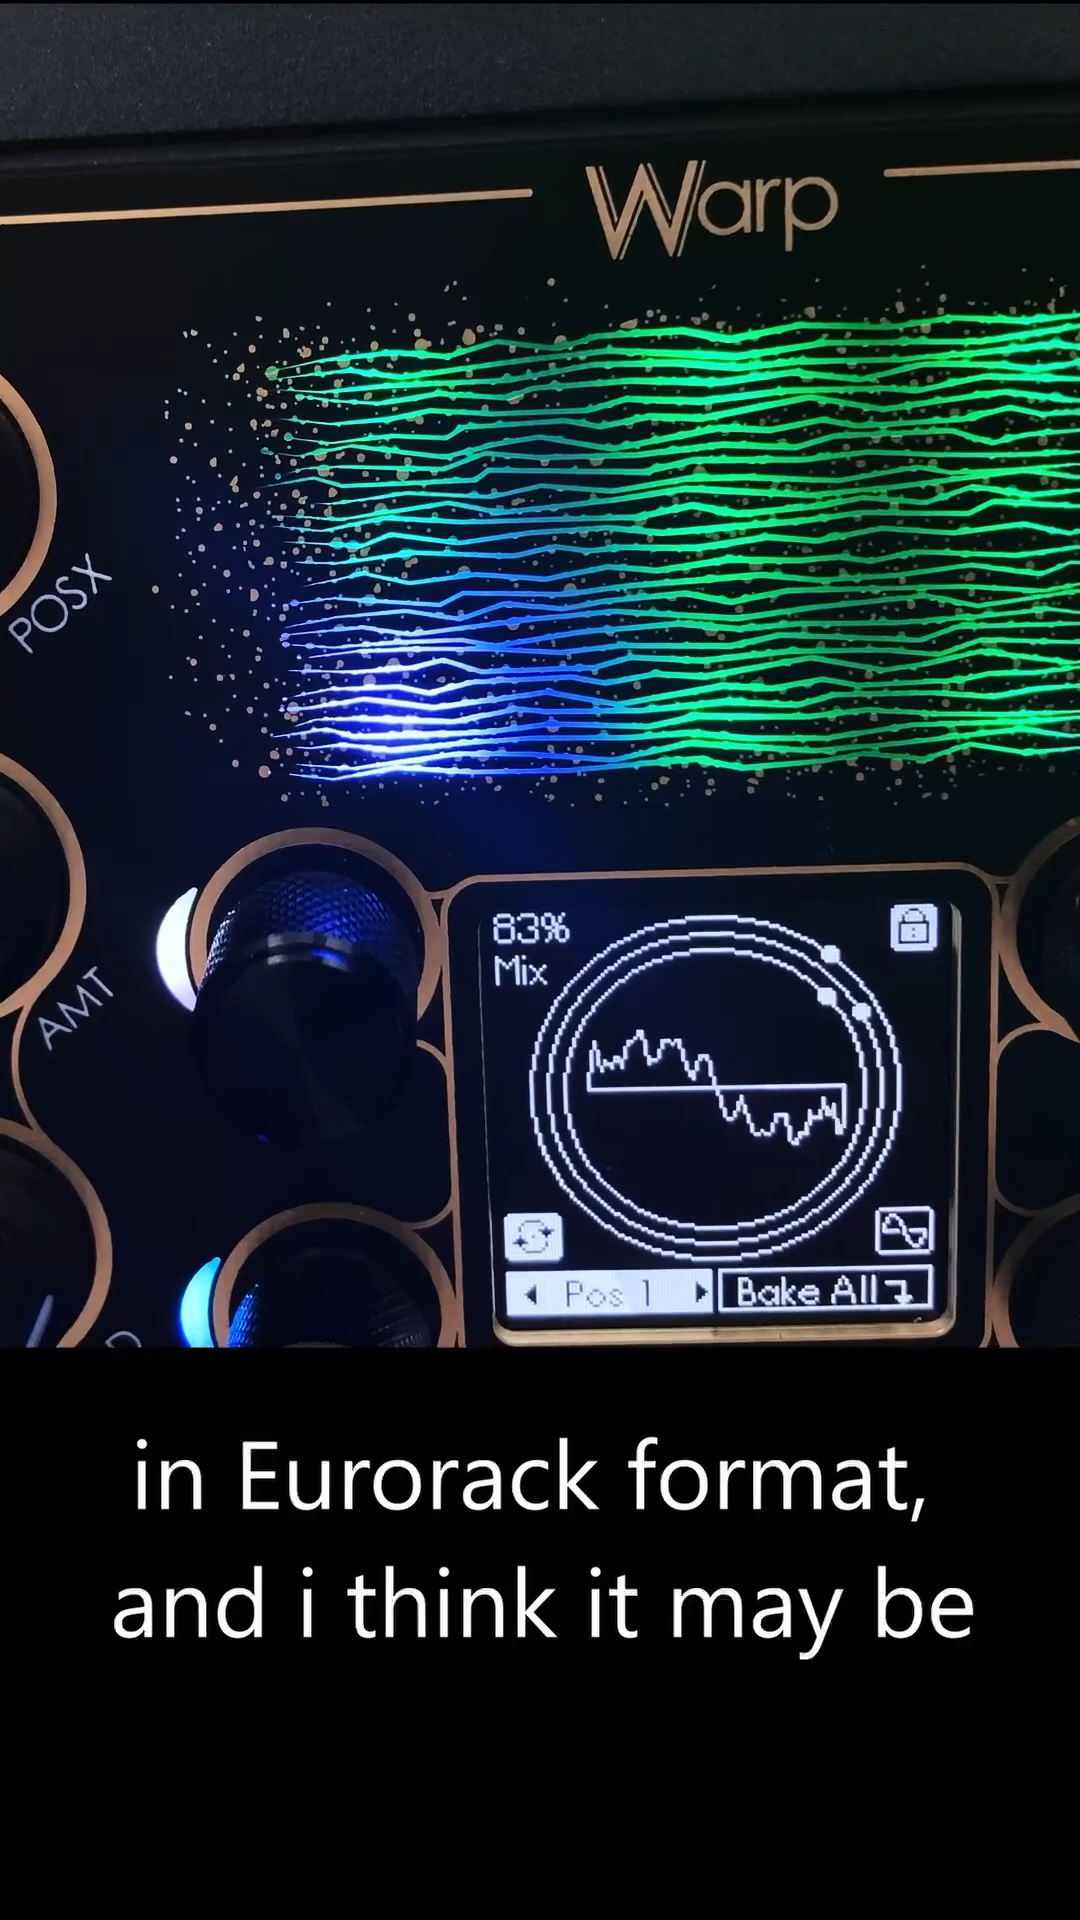 Warp
POSX
83%
Mix
AMT
Pos 1
Bake All
in Eurorack format,
and i think it may be